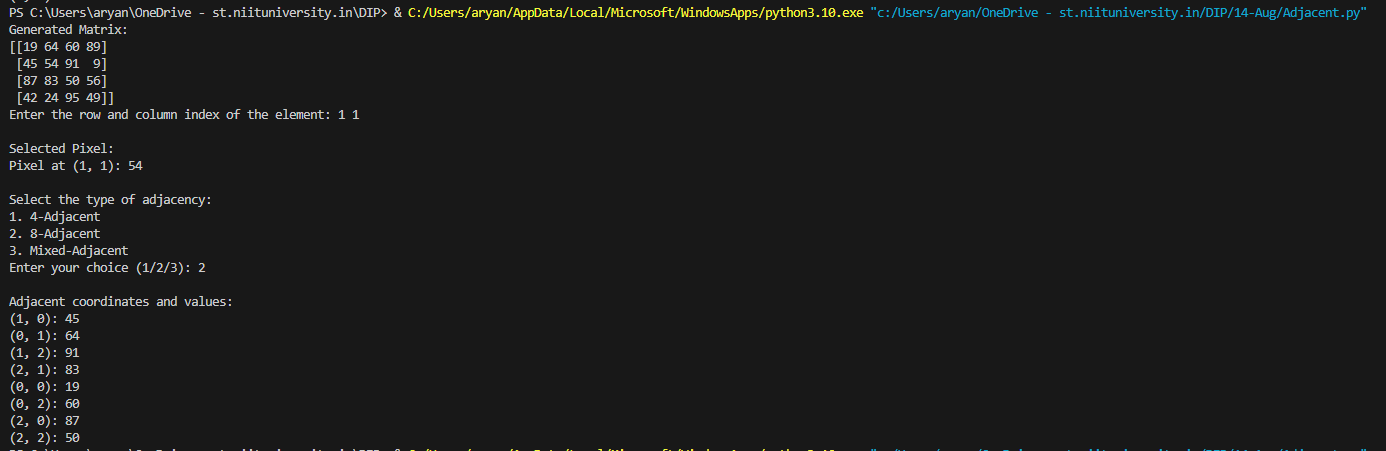 PS C:\Users\aryan\OneDrive - st.niituniversity.in\DIP> & C:/Users/aryan/AppData/Local/Microsoft/WindowsApps/python3.10.exe "c:/Users/aryan/OneDrive - st.niituniversity.in/DIP/14-Aug/Adjacent.py"
Generated Matrix:
[[19 64 60 89]
 [45 54 91  9]
 [87 83 50 56]
 [42 24 95 49]]
Enter the row and column index of the element: 1 1

Selected Pixel:
Pixel at (1, 1): 54

Select the type of adjacency:
1. 4-Adjacent
2. 8-Adjacent
3. Mixed-Adjacent
Enter your choice (1/2/3): 2

Adjacent coordinates and values:
(1, 0): 45
(0, 1): 64
(1, 2): 91
(2, 1): 83
(0, 0): 19
(0, 2): 60
(2, 0): 87
(2, 2): 50